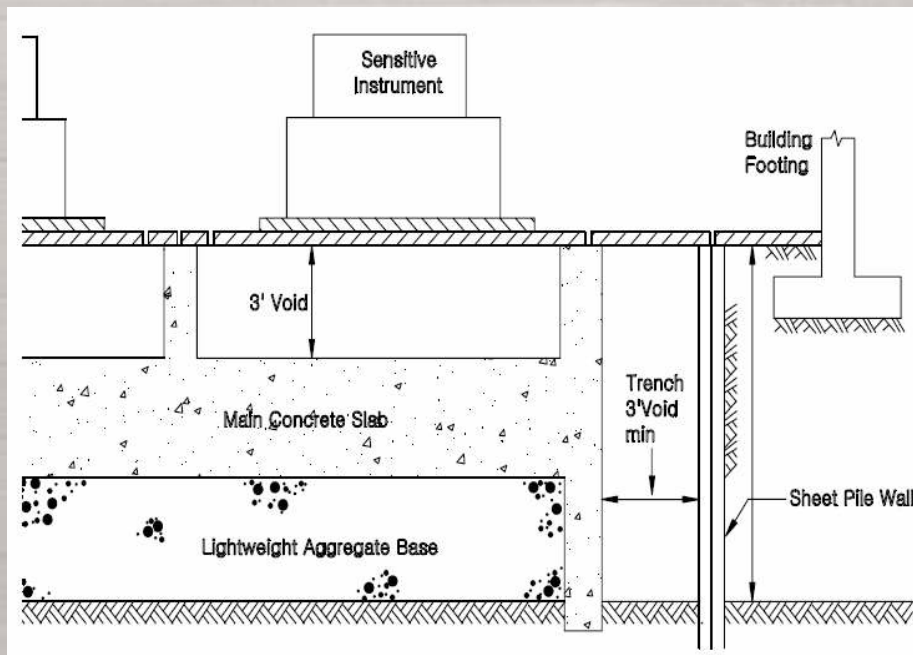 Sensitive
Instrument
Building
Footing
3' Void
Trench
3'Void
min
Main Concrete Slab
Sheet Pile Wall
Lightweight Aggregate Base